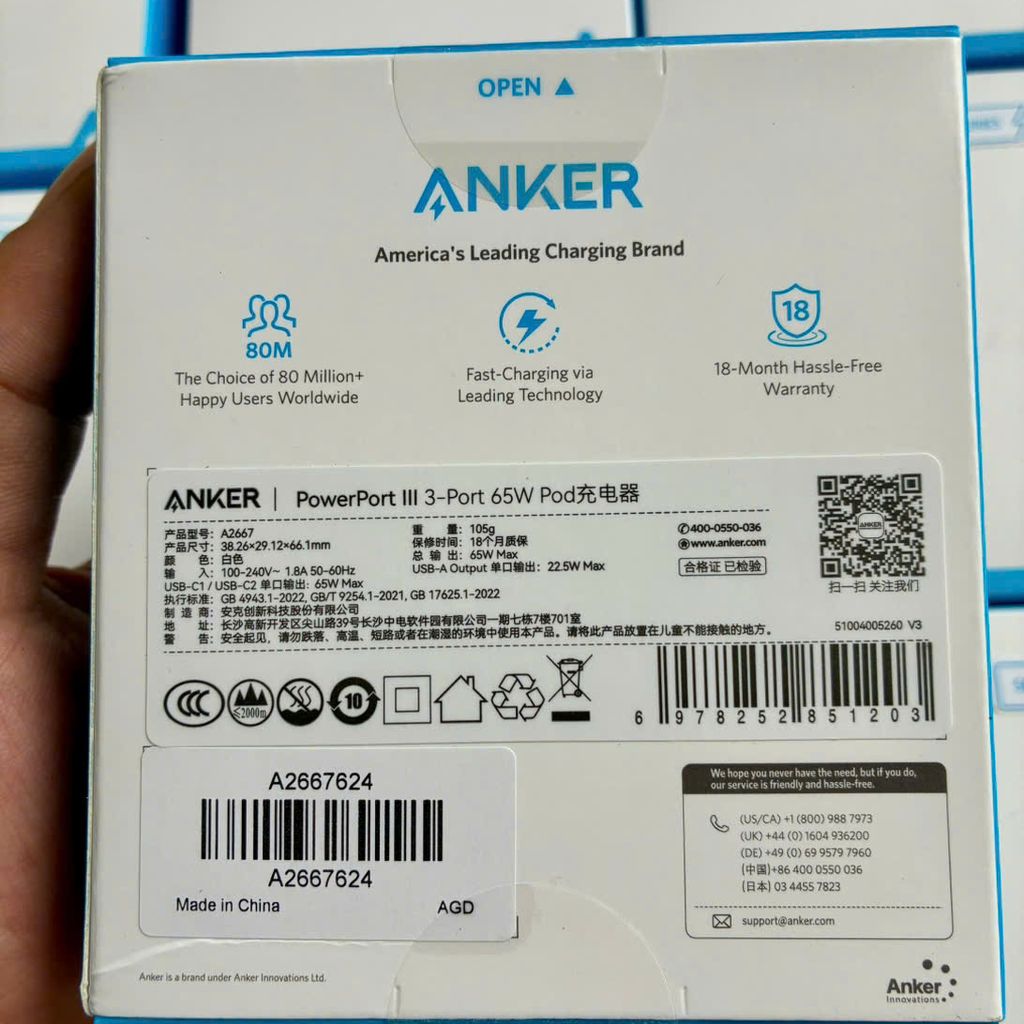 OPEN ▲
ANKER
America's Leading Charging Brand
80M
The Choice of 80 Million+
Happy Users Worldwide
Fast-Charging via
Leading Technology
18
18-Month Hassle-Free
Warranty
ANKER | PowerPort III 3-Port 65W Pod充电器
产品型号: A2667
产品尺寸: 38.26×29.12×66.1mm
颜 色: 白色
输 入: 100-240V~ 1.8A 50-60Hz
USB-C1 / USB-C2 单口输出: 65W Max
执行标准: GB 4943.1-2022, GB/T 9254.1-2021, GB 17625.1-2022
制 造 商: 安克创新科技股份有限公司
地 址: 长沙高新开发区尖山路39号长沙中电软件园有限公司一期七栋7楼701室
警 告: 安全起见, 请勿跌落、高温、短路或者在潮湿的环境中使用本产品。请将此产品放置在儿童不能接触的地方。
重 量: 105g
保修时间: 18个月质保
总 输 出: 65W Max
USB-A Output 单口输出: 22.5W Max
✆400-0550-036
www.anker.com
合格证 已检验
ANKER
扫一扫 关注我们
51004005260 V3
CCC
≤2000m
10
6 978252 851203
A2667624
A2667624
Made in China
AGD
We hope you never have the need, but if you do,
our service is friendly and hassle-free.
(US/CA) +1 (800) 988 7973
(UK) +44 (0) 1604 936200
(DE) +49 (0) 69 9579 7960
(中国)+86 400 0550 036
(日本) 03 4455 7823
support@anker.com
Anker is a brand under Anker Innovations Ltd.
Anker
Innovations